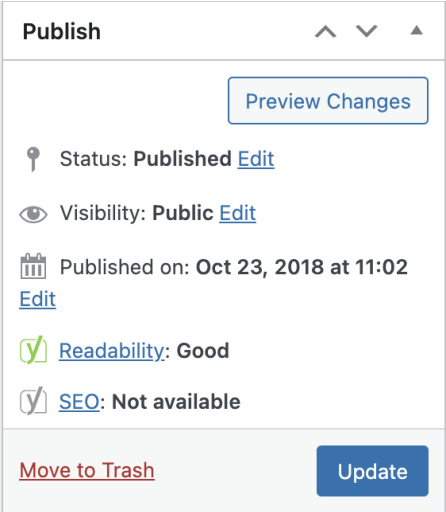 Publish
Preview Changes
Status: Published Edit
Visibility: Public Edit
Published on: Oct 23, 2018 at 11:02
Edit
Readability: Good
SEO: Not available
Move to Trash
Update